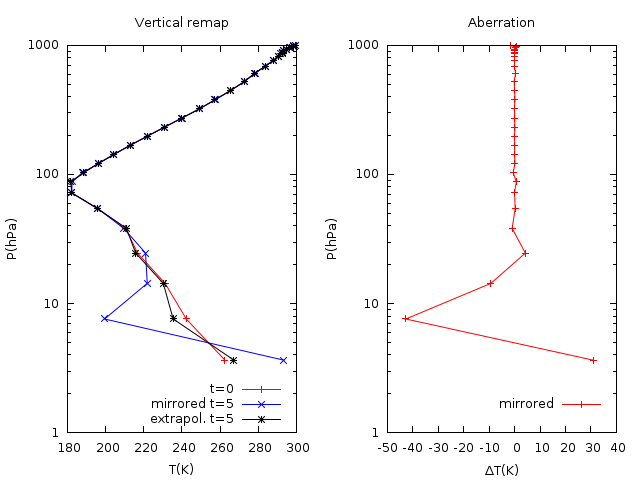 Vertical remap
1000
100
10
1
P(hPa)
t=0
mirrored t=5
extrapol. t=5
180 200 220 240 260 280 300
T(K)
Aberration
1000
100
10
1
P(hPa)
mirrored
-50 -40 -30 -20 -10 0 10 20 30 40
ΔT(K)